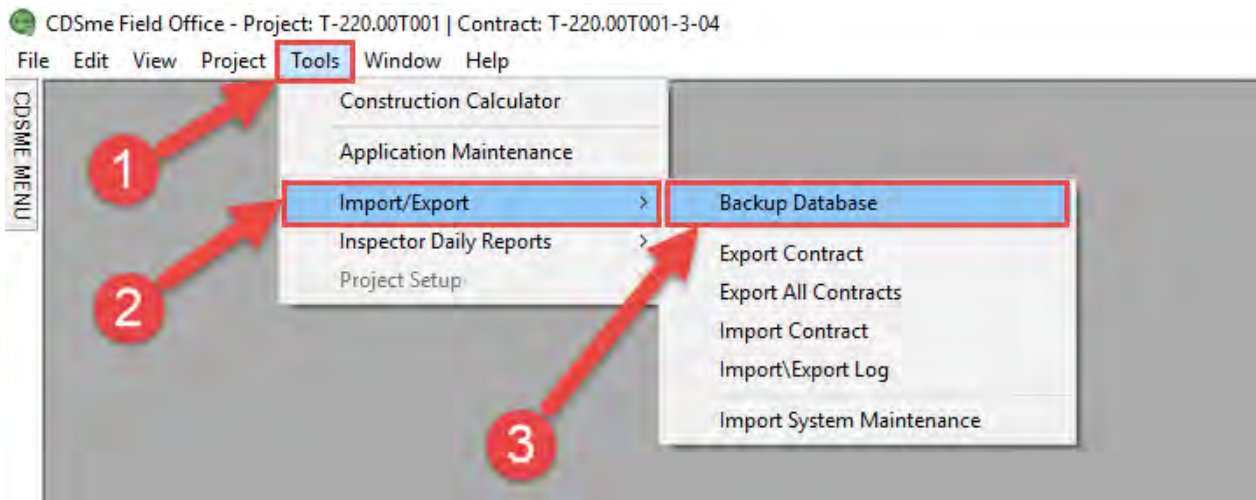 CDSme Field Office - Project: T-220.00T001 | Contract: T-220.00T001-3-04
File Edit View Project Tools Window Help
CDSME MENU
Construction Calculator
Application Maintenance
Import/Export >
Inspector Daily Reports >
Project Setup
Backup Database
Export Contract
Export All Contracts
Import Contract
Import\Export Log
Import System Maintenance
1
2
3